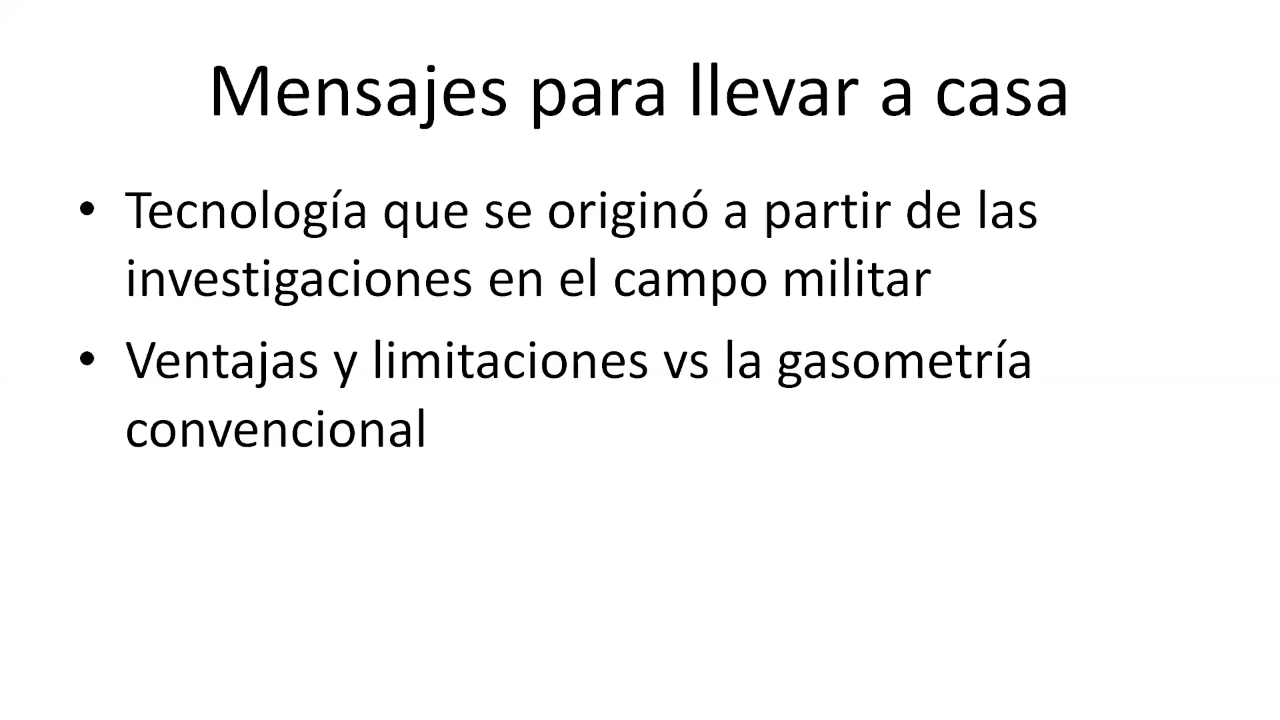 Mensajes para llevar a casa
• Tecnología que se originó a partir de las
investigaciones en el campo militar
• Ventajas y limitaciones vs la gasometría
convencional